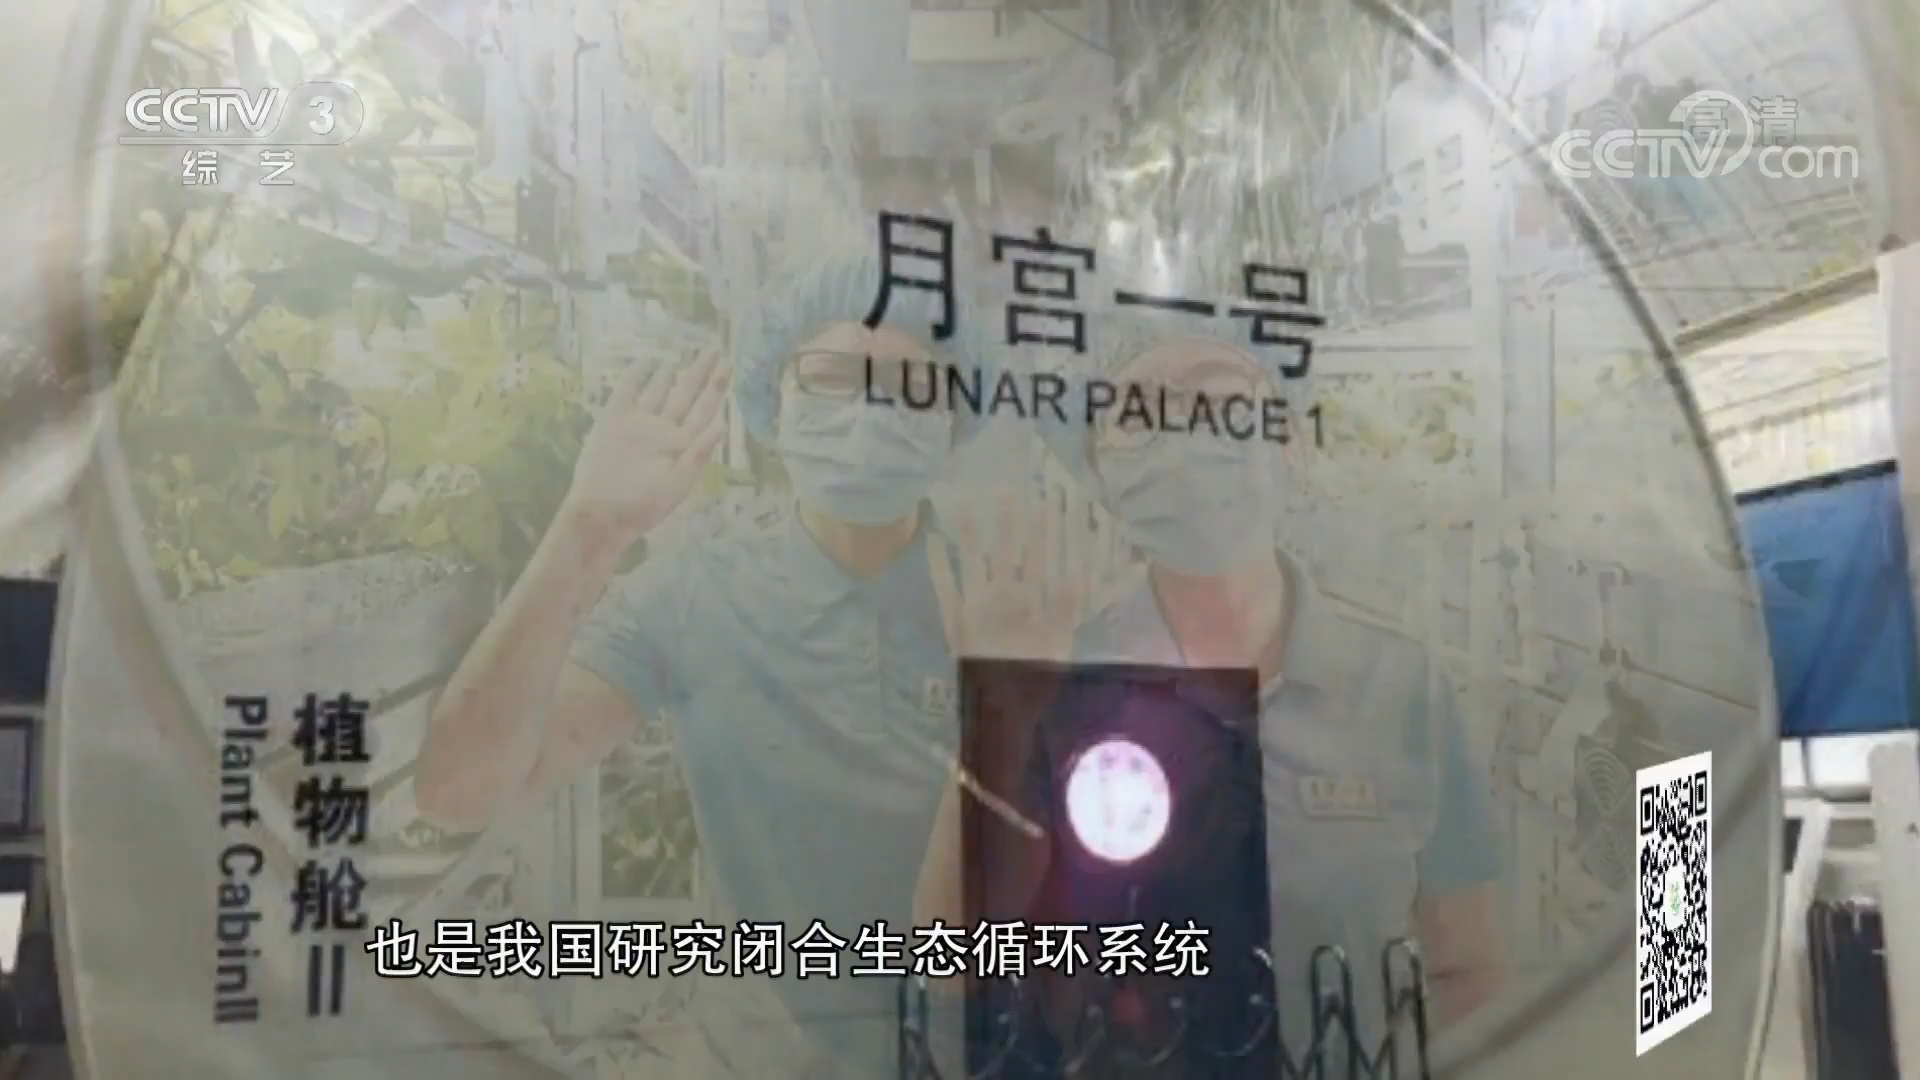 CCTV 3
综 艺
高清
CCTV com
月宫一号
LUNAR PALACE 1
植物舱II
Plant CabinII
也是我国研究闭合生态循环系统